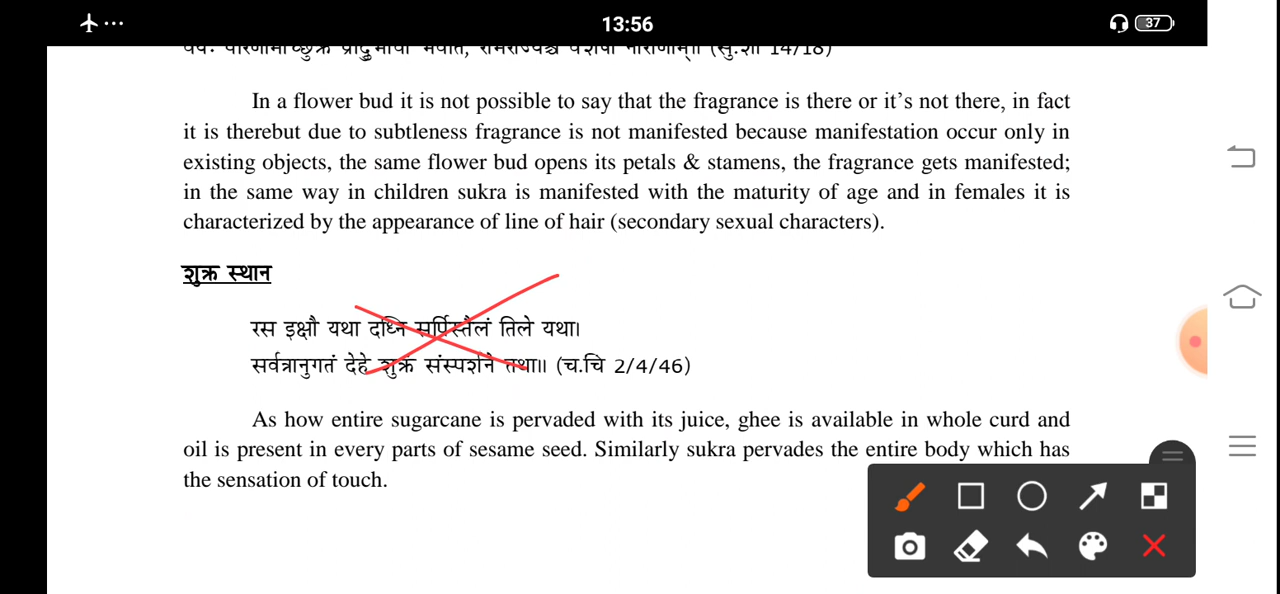 13:56
37
(सु.शा 14/18)
In a flower bud it is not possible to say that the fragrance is there or it’s not there, in fact
it is therebut due to subtleness fragrance is not manifested because manifestation occur only in
existing objects, the same flower bud opens its petals & stamens, the fragrance gets manifested;
in the same way in children sukra is manifested with the maturity of age and in females it is
characterized by the appearance of line of hair (secondary sexual characters).
शुक्र स्थान
रस इक्षौ यथा दध्नि सर्पिस्तैलं तिले यथा।
सर्वत्रानुगतं देहे शुक्रं संस्पर्शने तथा॥ (च.चि 2/4/46)
As how entire sugarcane is pervaded with its juice, ghee is available in whole curd and
oil is present in every parts of sesame seed. Similarly sukra pervades the entire body which has
the sensation of touch.